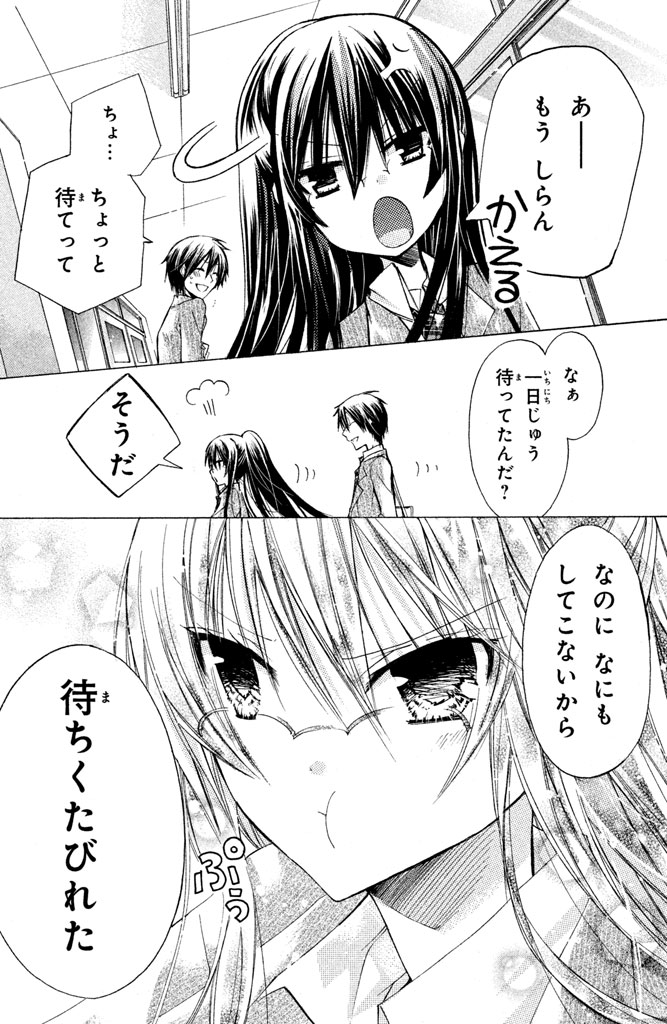 あ――
もう しらん
かえるー
ちょ…
ちょっと
待てって
なぁ
一日じゅう
待ってたんだ？
そうだ
なのに なにも
してこないから
待ちくたびれた
ぷぅ